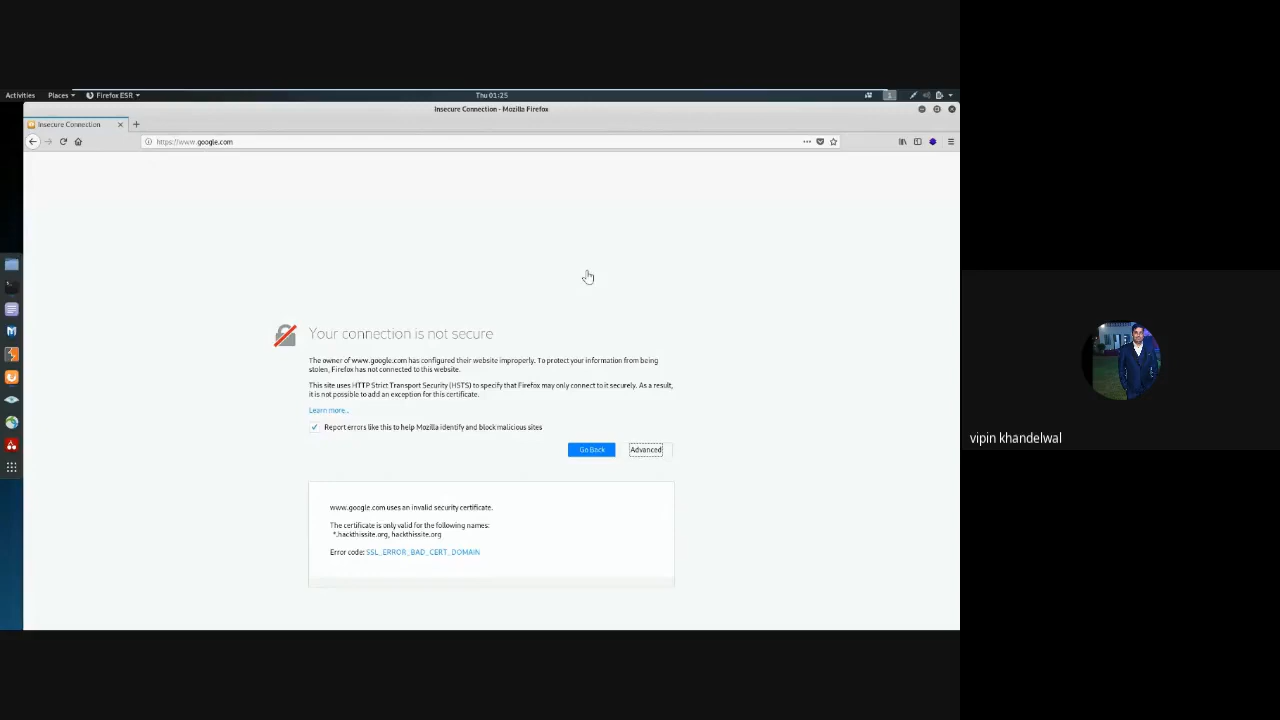 Activities Places Firefox ESR Thu 01:25 1
Insecure Connection - Mozilla Firefox
Insecure Connection
https://www.google.com
Your connection is not secure
The owner of www.google.com has configured their website improperly. To protect your information from being
stolen, Firefox has not connected to this website.
This site uses HTTP Strict Transport Security (HSTS) to specify that Firefox may only connect to it securely. As a result,
it is not possible to add an exception for this certificate.
Learn more...
Report errors like this to help Mozilla identify and block malicious sites
Go Back Advanced
www.google.com uses an invalid security certificate.
The certificate is only valid for the following names:
*.hackthissite.org, hackthissite.org
Error code: SSL_ERROR_BAD_CERT_DOMAIN
vipin khandelwal